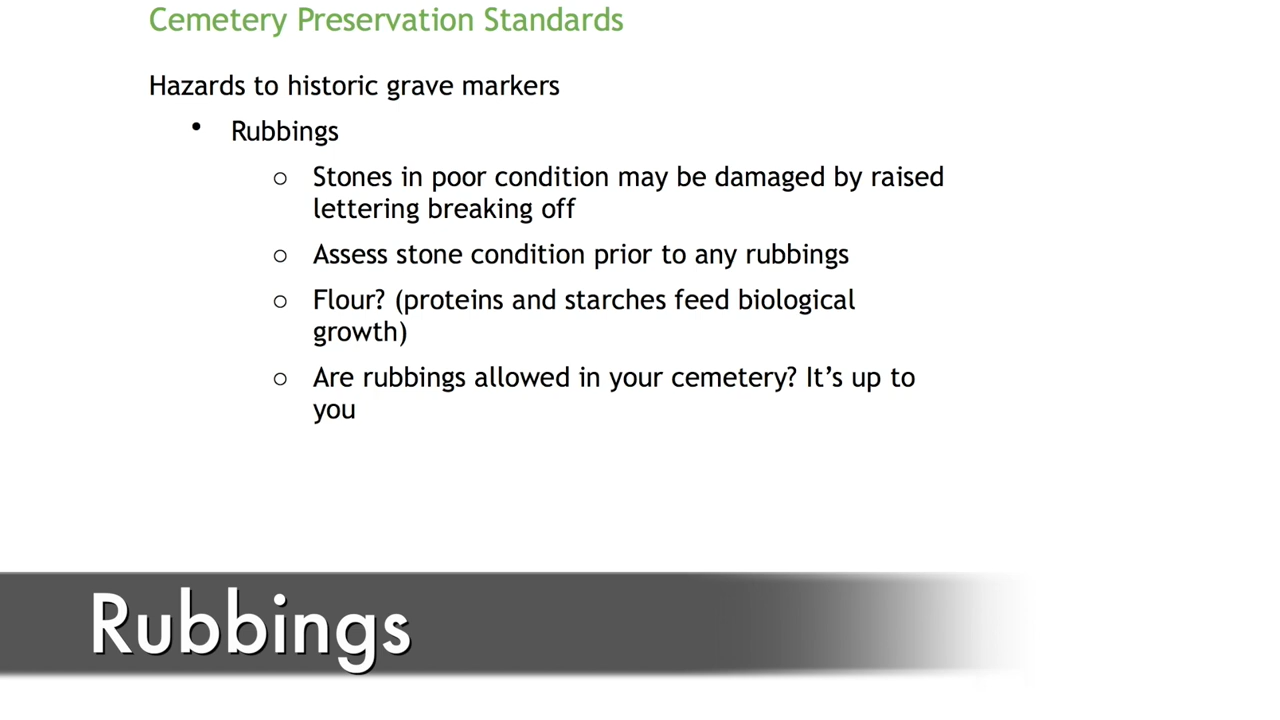 Cemetery Preservation Standards
Hazards to historic grave markers
• Rubbings
○ Stones in poor condition may be damaged by raised
lettering breaking off
○ Assess stone condition prior to any rubbings
○ Flour? (proteins and starches feed biological
growth)
○ Are rubbings allowed in your cemetery? It’s up to
you
Rubbings